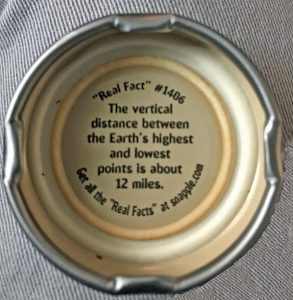 "Real Fact" #1406
The vertical
distance between
the Earth's highest
and lowest
points is about
12 miles.
Get all the "Real Facts" at snapple.com